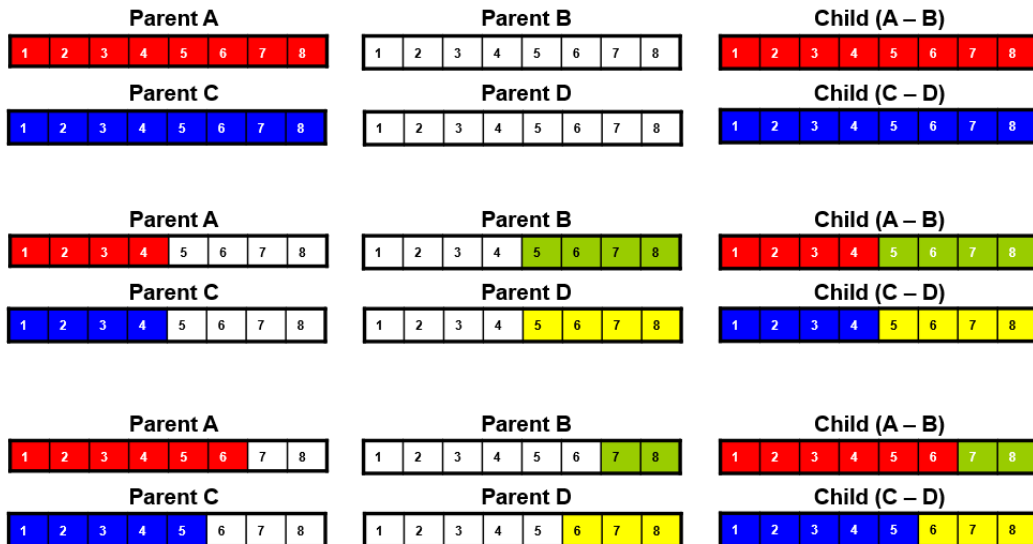 Parent A Parent B Child (A – B)
1 2 3 4 5 6 7 8 1 2 3 4 5 6 7 8 1 2 3 4 5 6 7 8
Parent C Parent D Child (C – D)
1 2 3 4 5 6 7 8 1 2 3 4 5 6 7 8 1 2 3 4 5 6 7 8
Parent A Parent B Child (A – B)
1 2 3 4 5 6 7 8 1 2 3 4 5 6 7 8 1 2 3 4 5 6 7 8
Parent C Parent D Child (C – D)
1 2 3 4 5 6 7 8 1 2 3 4 5 6 7 8 1 2 3 4 5 6 7 8
Parent A Parent B Child (A – B)
1 2 3 4 5 6 7 8 1 2 3 4 5 6 7 8 1 2 3 4 5 6 7 8
Parent C Parent D Child (C – D)
1 2 3 4 5 6 7 8 1 2 3 4 5 6 7 8 1 2 3 4 5 6 7 8